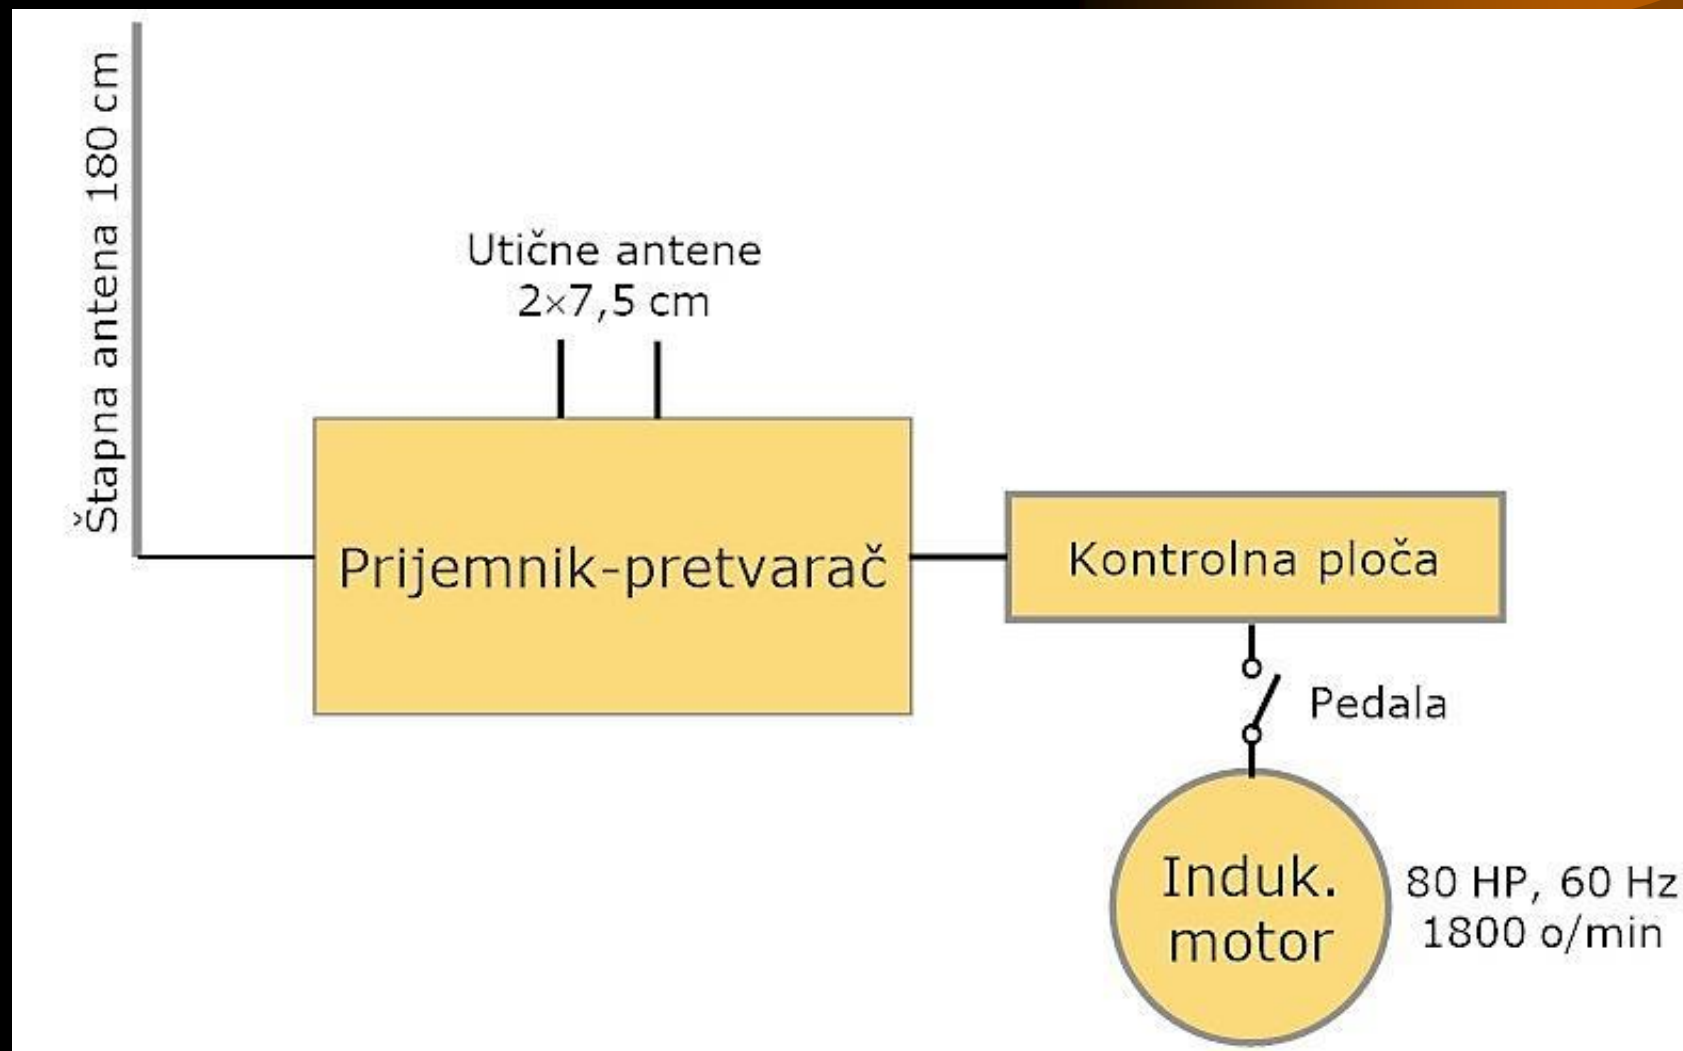 Štapna antena 180 cm
Utične antene
2×7,5 cm
Prijemnik-pretvarač
Kontrolna ploča
Pedala
Induk.
motor
80 HP, 60 Hz
1800 o/min